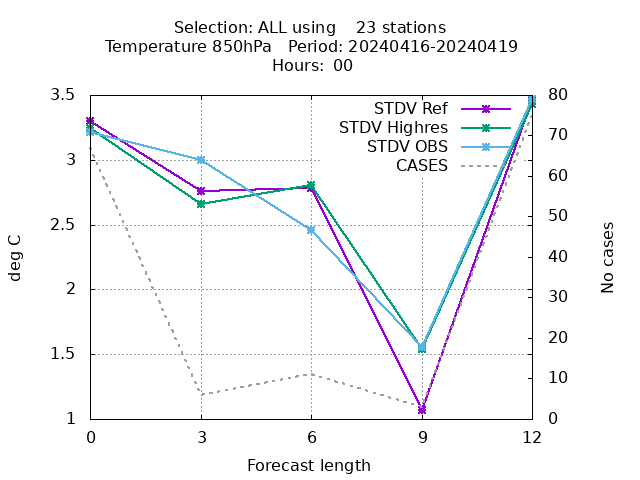 Selection: ALL using    23 stations
Temperature 850hPa   Period: 20240416-20240419
Hours:  00
3.5
3
2.5
2
1.5
1
80
70
60
50
40
30
20
10
0
0
3
6
9
12
deg C
No cases
Forecast length
STDV Ref
STDV Highres
STDV OBS
CASES